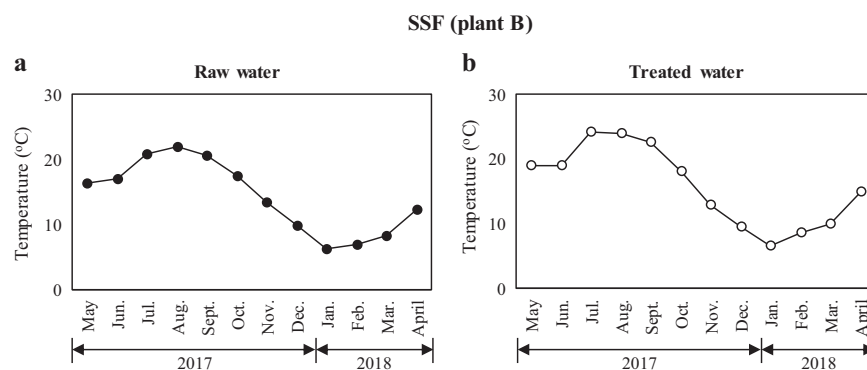 SSF (plant B)
a
Raw water
Temperature (°C)
30
20
10
0
May
Jun.
Jul.
Aug.
Sept.
Oct.
Nov.
Dec.
Jan.
Feb.
Mar.
April
2017
2018
b
Treated water
Temperature (°C)
30
20
10
0
May
Jun.
Jul.
Aug.
Sept.
Oct.
Nov.
Dec.
Jan.
Feb.
Mar.
April
2017
2018